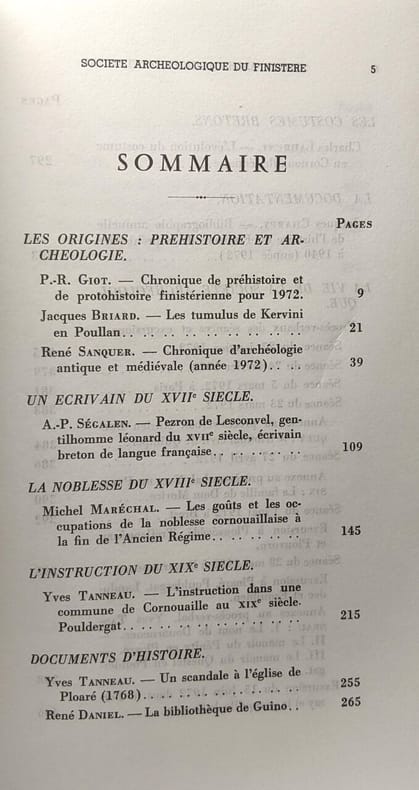 SOCIETE ARCHEOLOGIQUE DU FINISTERE 5
SOMMAIRE
PAGES
LES ORIGINES : PREHISTOIRE ET AR-
CHEOLOGIE.
P.-R. GIOT. — Chronique de préhistoire et
de protohistoire finistérienne pour 1972. 9
Jacques BRIARD. — Les tumulus de Kervini
en Poullan.. . . . . . . . . . . . . . 21
René SANQUER. — Chronique d'archéologie
antique et médiévale (année 1972).. . . 39
UN ECRIVAIN DU XVIIe SIECLE.
A.-P. SÉGALEN. — Pezron de Lesconvel, gen-
tilhomme léonard du XVIIe siècle, écrivain
breton de langue française.. . . . . . . . 109
LA NOBLESSE DU XVIIIe SIECLE.
Michel MARÉCHAL. — Les goûts et les oc-
cupations de la noblesse cornouaillaise à
la fin de l'Ancien Régime.. . . . . . . . 145
L'INSTRUCTION DU XIXe SIECLE.
Yves TANNEAU. — L'instruction dans une
commune de Cornouaille au XIXe siècle.
Pouldergat.. . . . . . . . . . . . . . 215
DOCUMENTS D'HISTOIRE.
Yves TANNEAU. — Un scandale à l'église de
Ploaré (1768).. . . . . . . . . . . . . 255
René DANIEL. — La bibliothèque de Guino.. 265